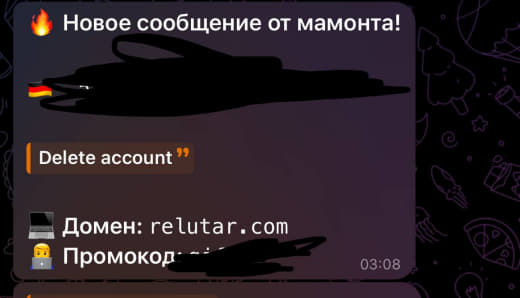 Новое сообщение от мамонта!
Delete account
Домен: relutar.com
Промокод:
03:08